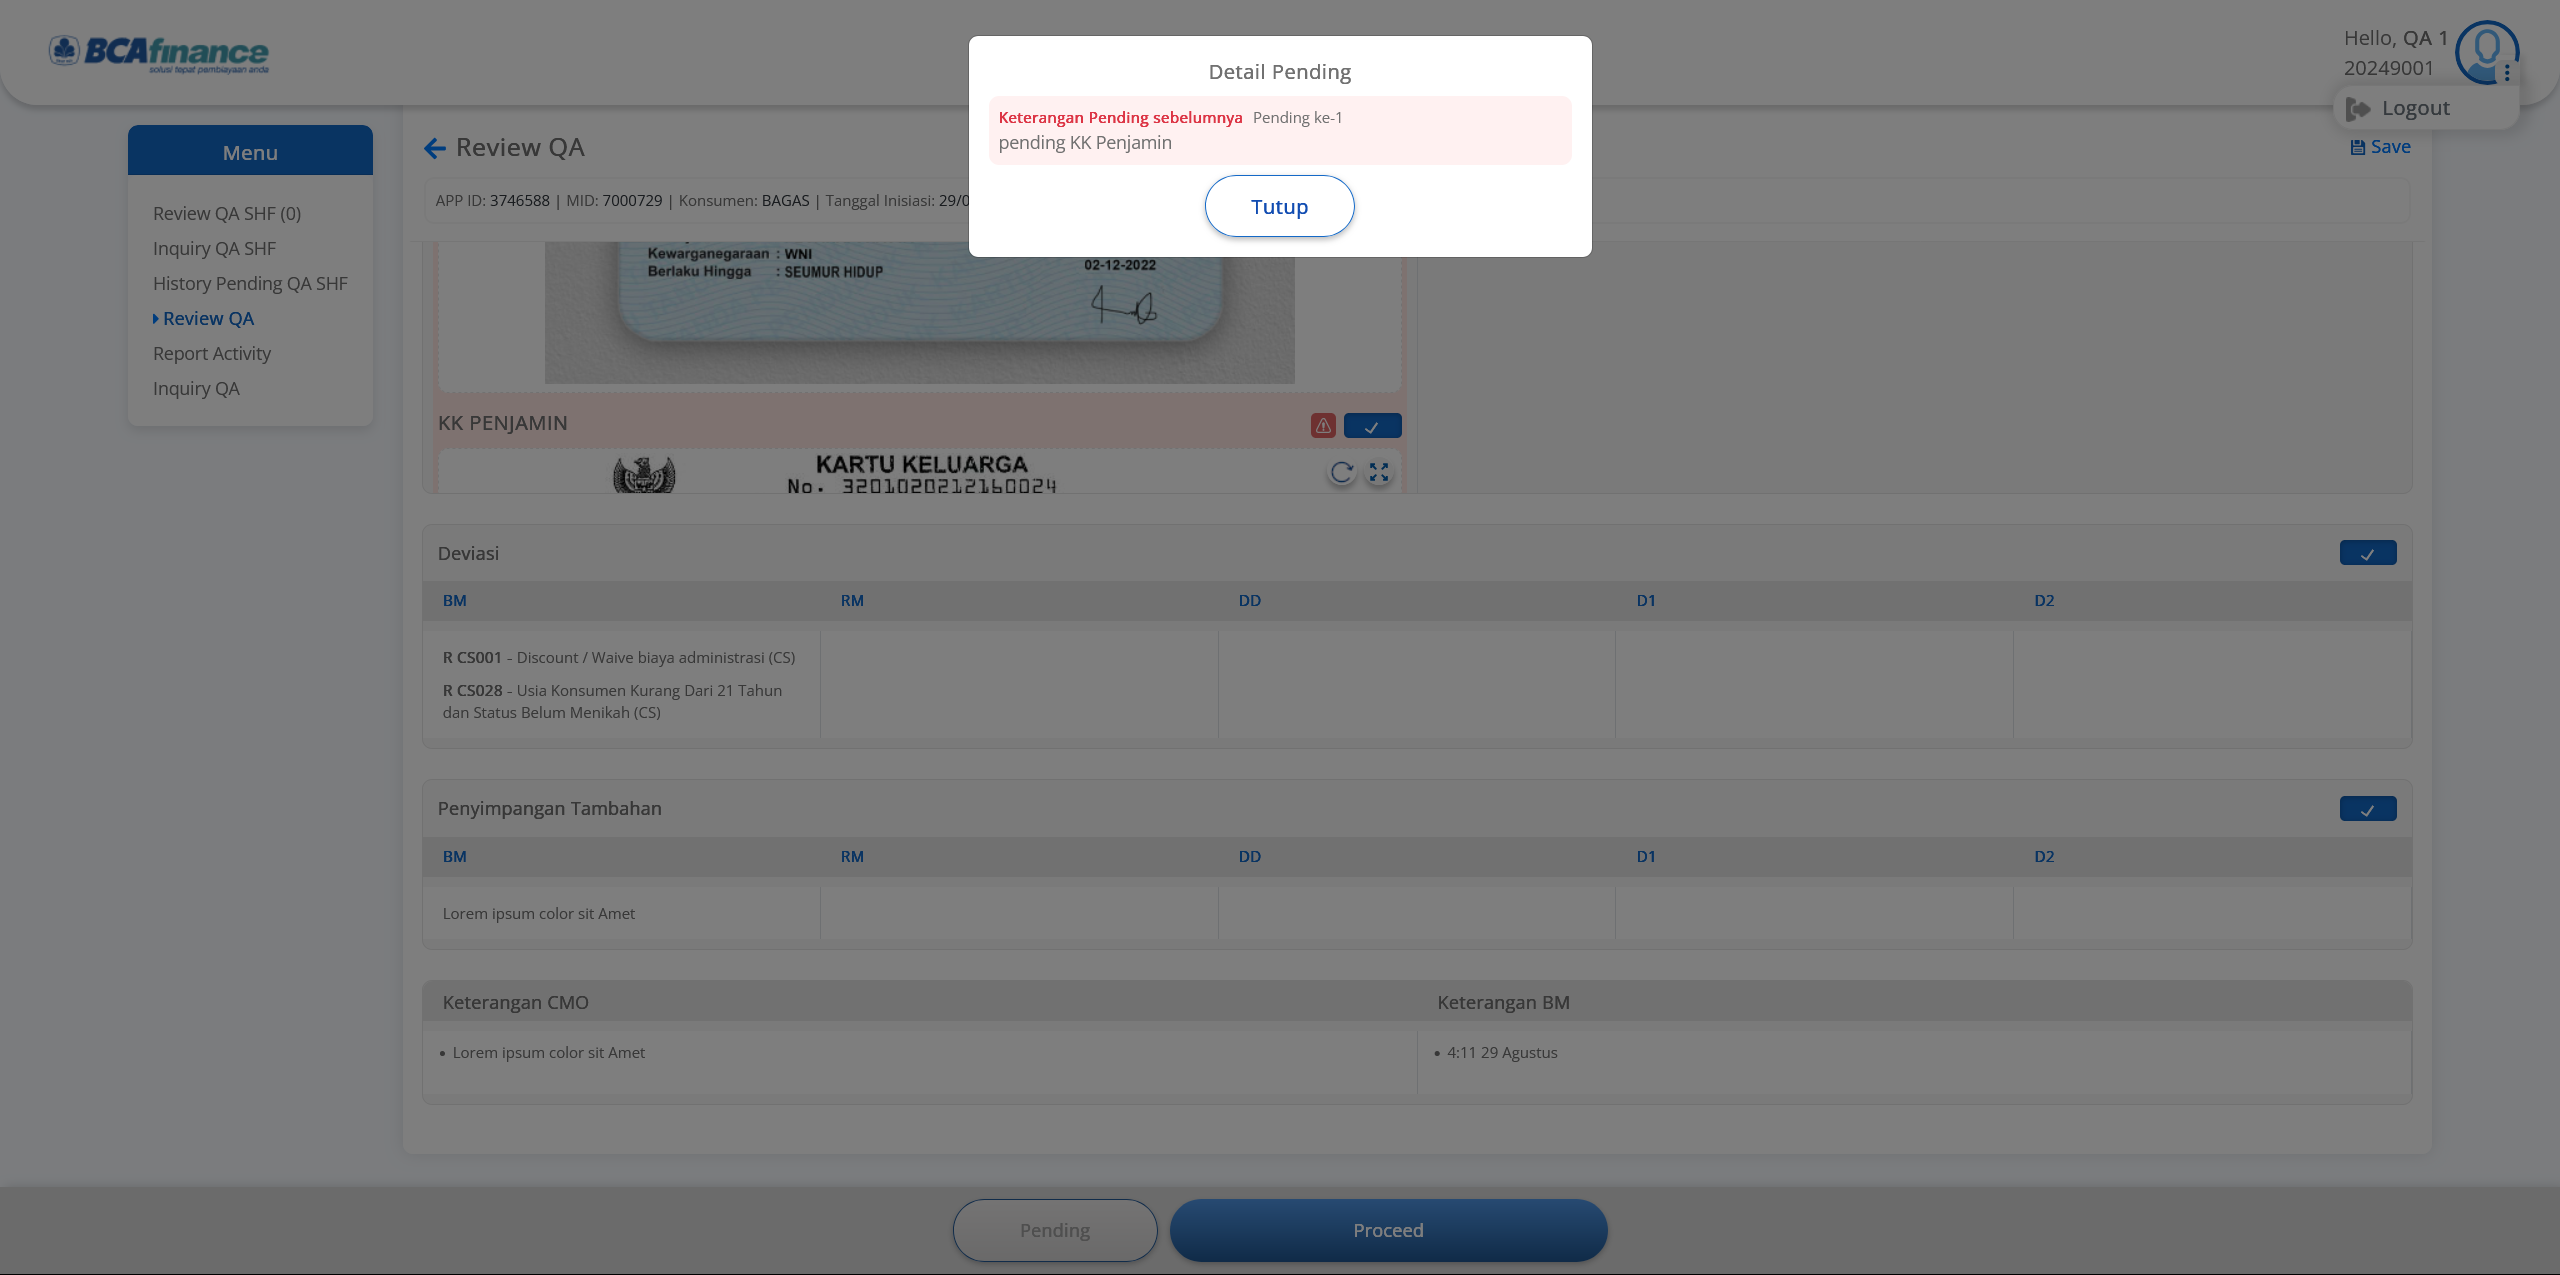 BCAfinance
solusi tepat pembiayaan anda
Hello, QA 1
20249001
Logout
Detail Pending
Keterangan Pending sebelumnya Pending ke-1
pending KK Penjamin
Tutup
Menu
Review QA SHF (0)
Inquiry QA SHF
History Pending QA SHF
Review QA
Report Activity
Inquiry QA
Review QA
Save
APP ID: 3746588 | MID: 7000729 | Konsumen: BAGAS | Tanggal Inisiasi: 29/0
Kewarganegaraan : WNI
Berlaku Hingga : SEUMUR HIDUP
02-12-2022
KK PENJAMIN
KARTU KELUARGA
No. 3201020212160024
Deviasi
BM RM DD D1 D2
R CS001 - Discount / Waive biaya administrasi (CS)
R CS028 - Usia Konsumen Kurang Dari 21 Tahun
dan Status Belum Menikah (CS)
Penyimpangan Tambahan
BM RM DD D1 D2
Lorem ipsum color sit Amet
Keterangan CMO Keterangan BM
• Lorem ipsum color sit Amet • 4:11 29 Agustus
Pending Proceed